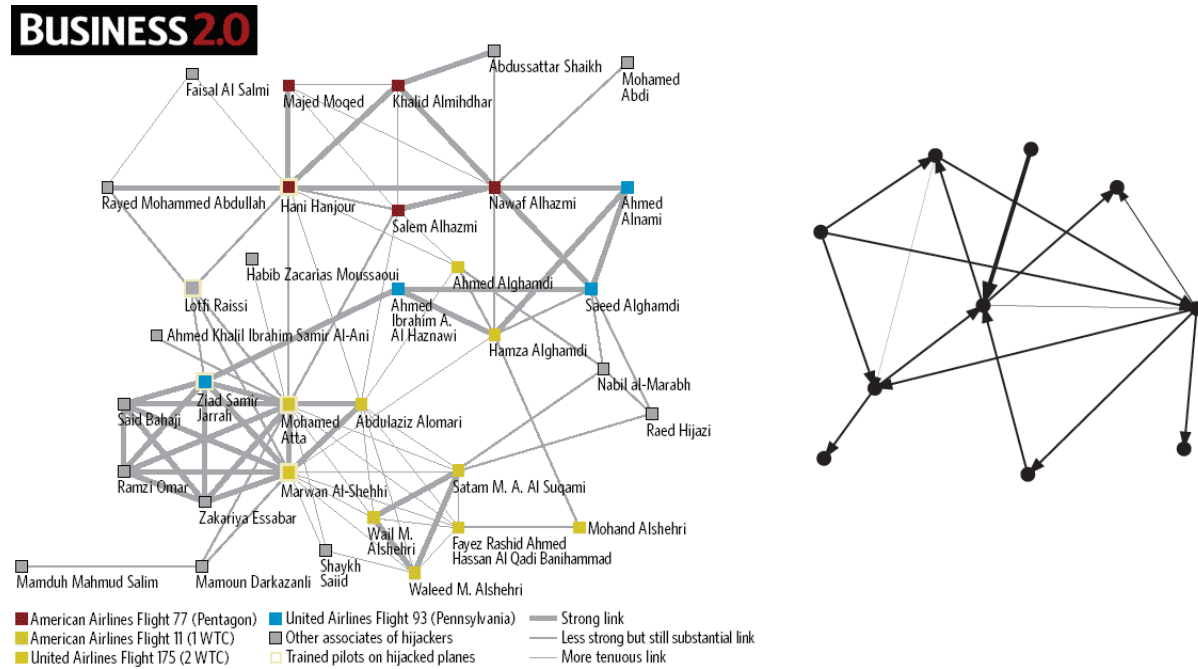 BUSINESS 2.0
Abdussattar Shaikh
Mohamed
Abdi
Faisal Al Salmi
Majed Moqed
Khalid Almihdhar
Rayed Mohammed Abdullah
Hani Hanjour
Nawaf Alhazmi
Ahmed
Alnami
Salem Alhazmi
Habib Zacarias Moussaoui
Ahmed Alghamdi
Lotfi Raissi
Ahmed
Ibrahim A.
Al Haznawi
Saeed Alghamdi
Ahmed Khalil Ibrahim Samir Al-Ani
Hamza Alghamdi
Nabil al-Marabh
Ziad Samir
Jarrah
Said Bahaji
Mohamed
Atta
Abdulaziz Alomari
Raed Hijazi
Ramzi Omar
Marwan Al-Shehhi
Satam M. A. Al Suqami
Zakariya Essabar
Wail M.
Alshehri
Fayez Rashid Ahmed
Hassan Al Qadi Banihammad
Mohand Alshehri
Shaykh
Saiid
Mamduh Mahmud Salim
Mamoun Darkazanli
Waleed M. Alshehri
American Airlines Flight 77 (Pentagon)
United Airlines Flight 93 (Pennsylvania)
Strong link
American Airlines Flight 11 (1 WTC)
Other associates of hijackers
Less strong but still substantial link
United Airlines Flight 175 (2 WTC)
Trained pilots on hijacked planes
More tenuous link